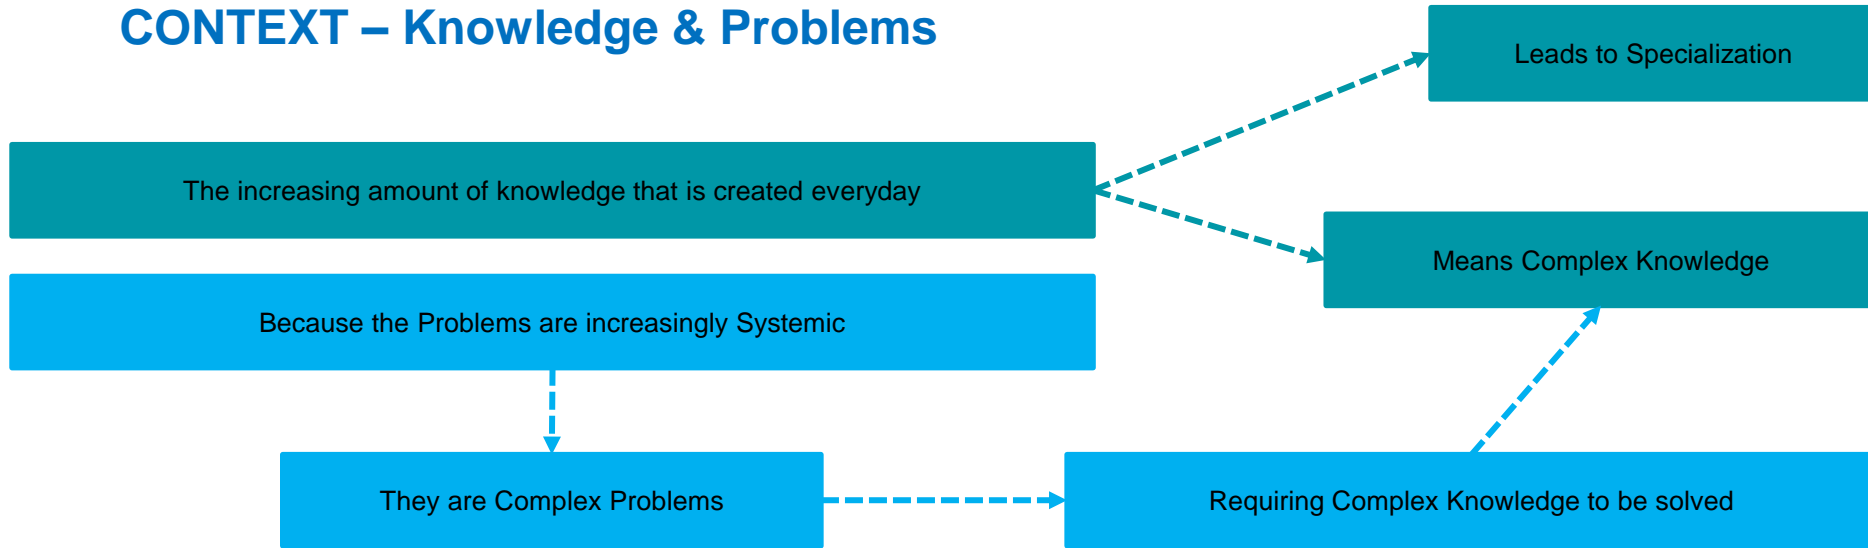 CONTEXT – Knowledge & Problems
Leads to Specialization
The increasing amount of knowledge that is created everyday
Means Complex Knowledge
Because the Problems are increasingly Systemic
They are Complex Problems
Requiring Complex Knowledge to be solved